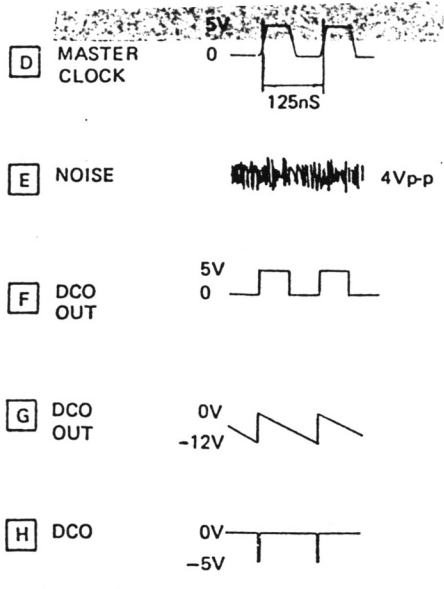 5V
D MASTER 0
CLOCK
125nS
E NOISE 4Vp-p
5V
F DCO 0
OUT
G DCO 0V
OUT -12V
H DCO 0V
-5V